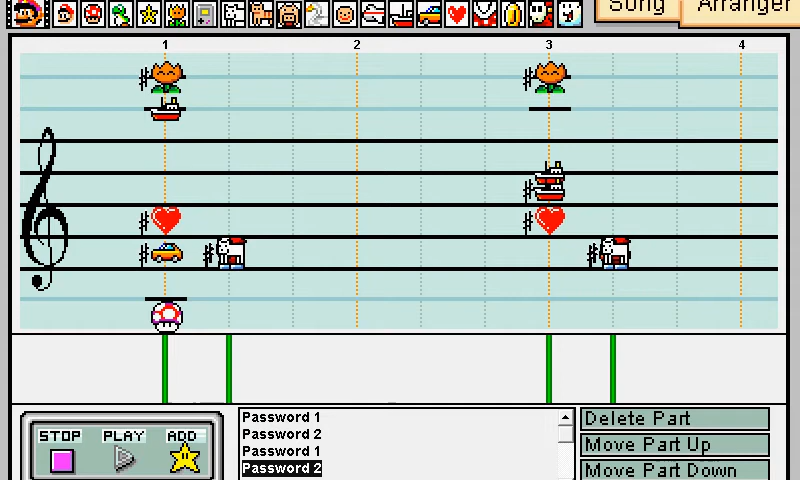 Song
Arranger
1
2
3
4
Password 1
Password 2
Password 1
Password 2
STOP
PLAY
ADD
Delete Part
Move Part Up
Move Part Down